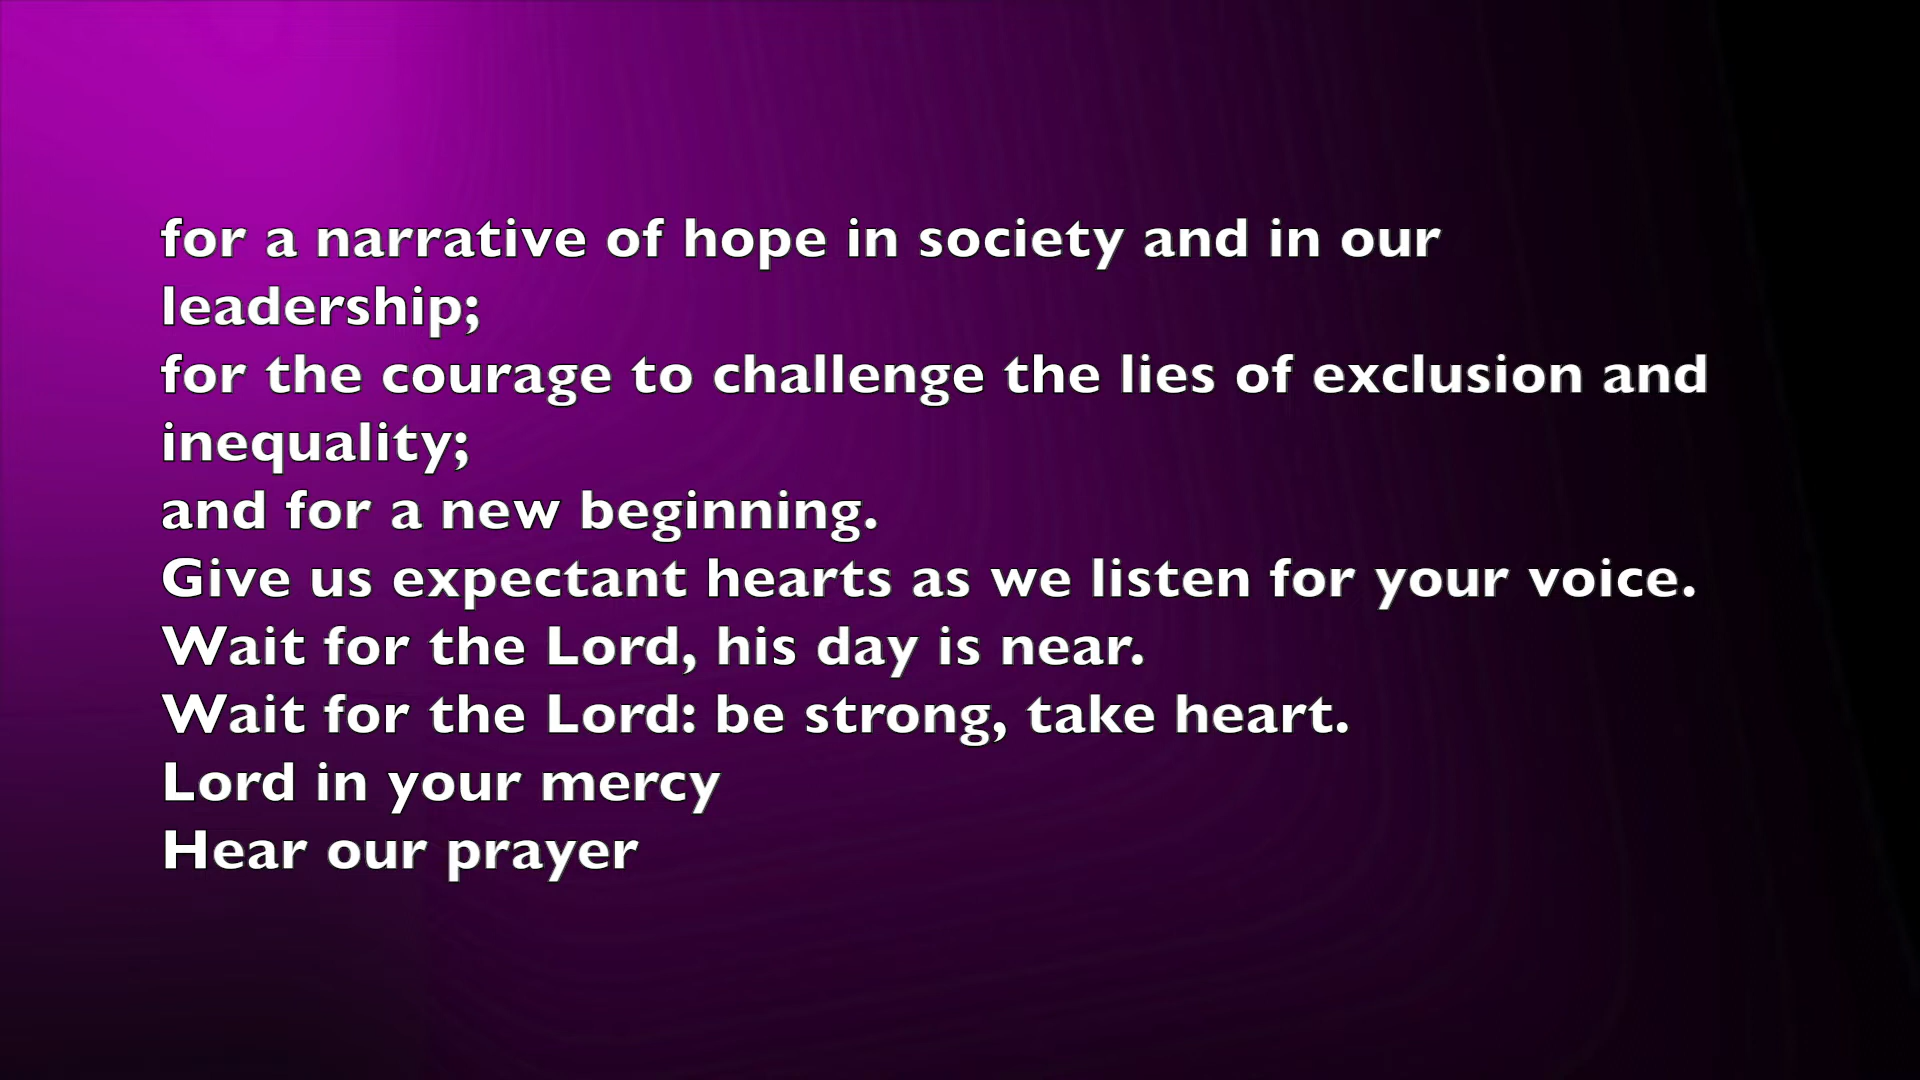 for a narrative of hope in society and in our
leadership;
for the courage to challenge the lies of exclusion and
inequality;
and for a new beginning.
Give us expectant hearts as we listen for your voice.
Wait for the Lord, his day is near.
Wait for the Lord: be strong, take heart.
Lord in your mercy
Hear our prayer